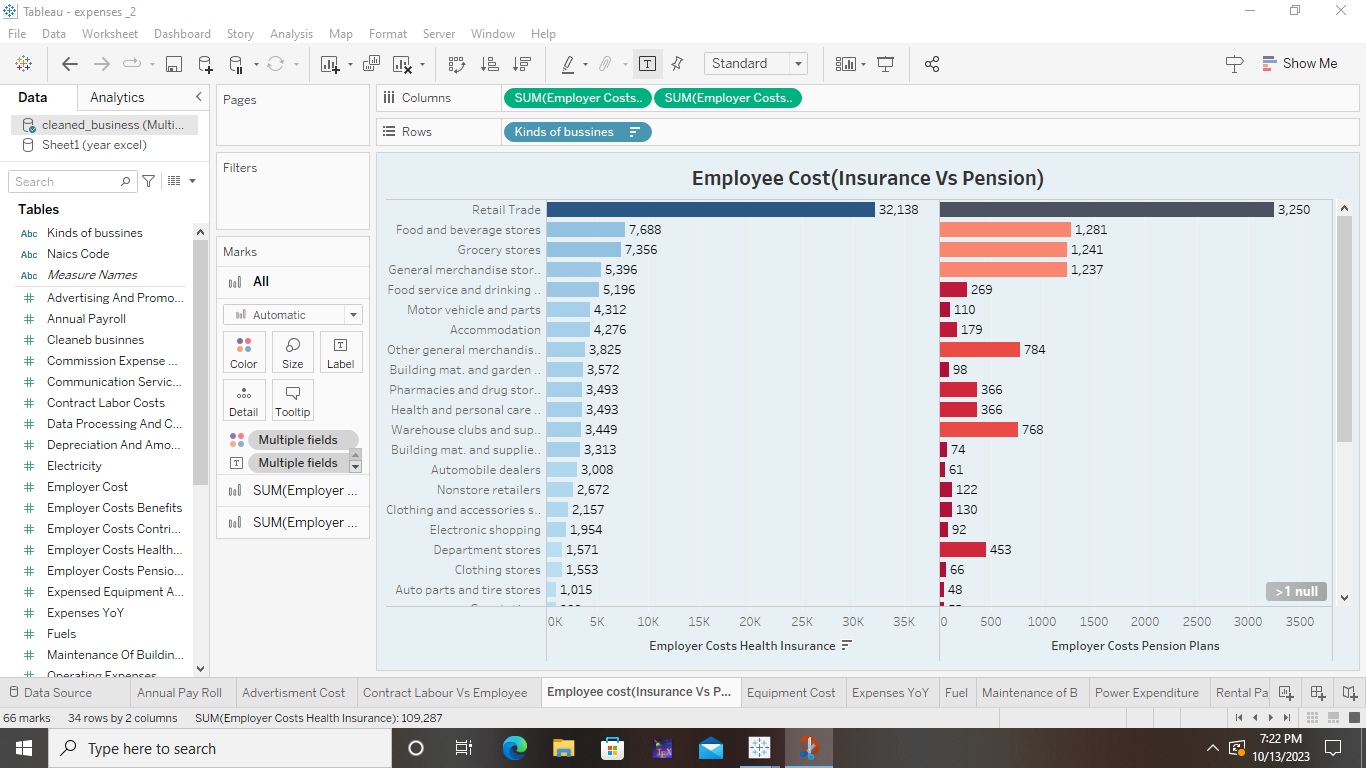 Tableau - expenses _2
File Data Worksheet Dashboard Story Analysis Map Format Server Window Help
Standard
Show Me
Data Analytics
cleaned_business (Multi...
Sheet1 (year excel)
Search
Tables
Abc Kinds of bussines
Abc Naics Code
Abc Measure Names
# Advertising And Promo...
# Annual Payroll
# Cleaneb businnes
# Commission Expense ...
# Communication Servic...
# Contract Labor Costs
# Data Processing And C...
# Depreciation And Amo...
# Electricity
# Employer Cost
# Employer Costs Benefits
# Employer Costs Contri...
# Employer Costs Health...
# Employer Costs Pensio...
# Expensed Equipment A...
# Expenses YoY
# Fuels
# Maintenance Of Buildin...
# Operating Expenses
Pages
Filters
Marks
All
Automatic
Color Size Label
Detail Tooltip
Multiple fields
Multiple fields
SUM(Employer ...
SUM(Employer ...
Columns SUM(Employer Costs.. SUM(Employer Costs..
Rows Kinds of bussines
Employee Cost(Insurance Vs Pension)
Retail Trade 32,138 3,250
Food and beverage stores 7,688 1,281
Grocery stores 7,356 1,241
General merchandise stor.. 5,396 1,237
Food service and drinking .. 5,196 269
Motor vehicle and parts 4,312 110
Accommodation 4,276 179
Other general merchandis.. 3,825 784
Building mat. and garden .. 3,572 98
Pharmacies and drug stor.. 3,493 366
Health and personal care .. 3,493 366
Warehouse clubs and sup.. 3,449 768
Building mat. and supplie.. 3,313 74
Automobile dealers 3,008 61
Nonstore retailers 2,672 122
Clothing and accessories s.. 2,157 130
Electronic shopping 1,954 92
Department stores 1,571 453
Clothing stores 1,553 66
Auto parts and tire stores 1,015 48
>1 null
0K 5K 10K 15K 20K 25K 30K 35K 0 500 1000 1500 2000 2500 3000 3500
Employer Costs Health Insurance Employer Costs Pension Plans
Data Source Annual Pay Roll Advertisment Cost Contract Labour Vs Employee Employee cost(Insurance Vs P... Equipment Cost Expenses YoY Fuel Maintenance of B Power Expenditure Rental Pa
66 marks 34 rows by 2 columns SUM(Employer Costs Health Insurance): 109,287
Type here to search
7:22 PM
10/13/2023